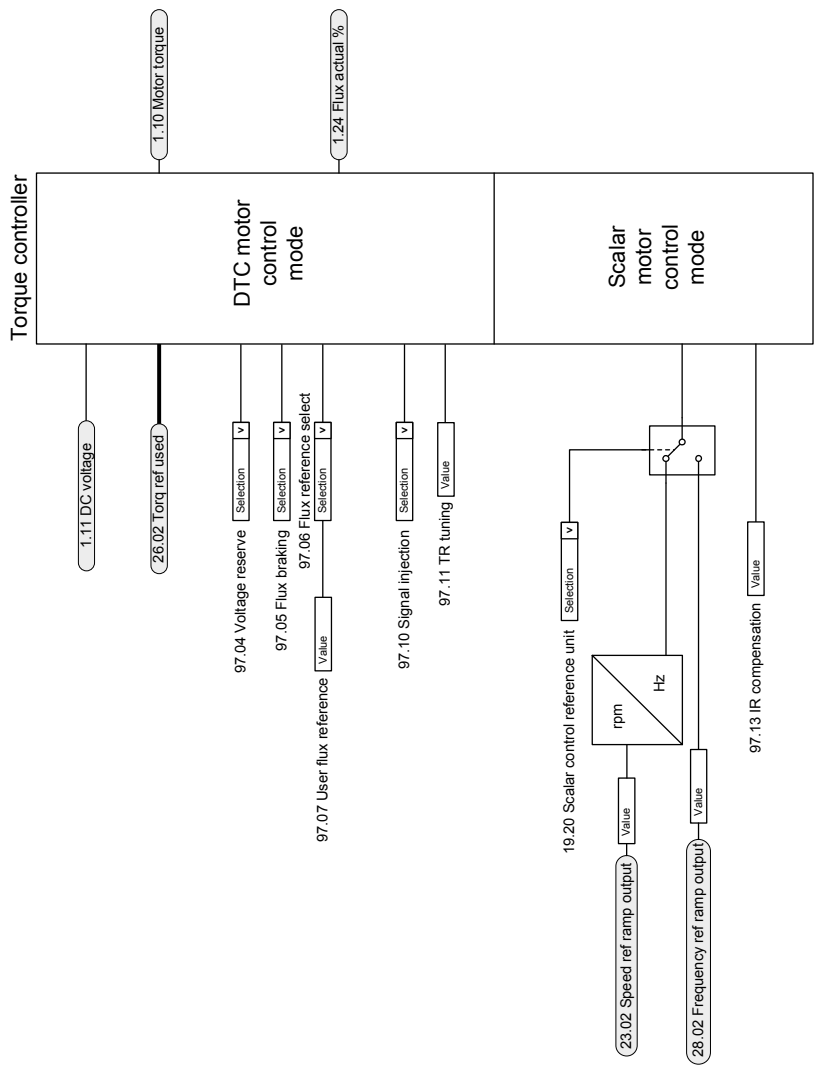 Torque controller
1.11 DC voltage
26.02 Torq ref used
97.04 Voltage reserve
Selection
v
97.05 Flux braking
Selection
v
97.07 User flux reference
Value
97.06 Flux reference select
Selection
v
97.10 Signal injection
Selection
v
97.11 TR tuning
Value
DTC motor
control
mode
1.10 Motor torque
1.24 Flux actual %
19.20 Scalar control reference unit
Selection
v
23.02 Speed ref ramp output
Value
rpm
Hz
28.02 Frequency ref ramp output
Value
97.13 IR compensation
Value
Scalar
motor
control
mode